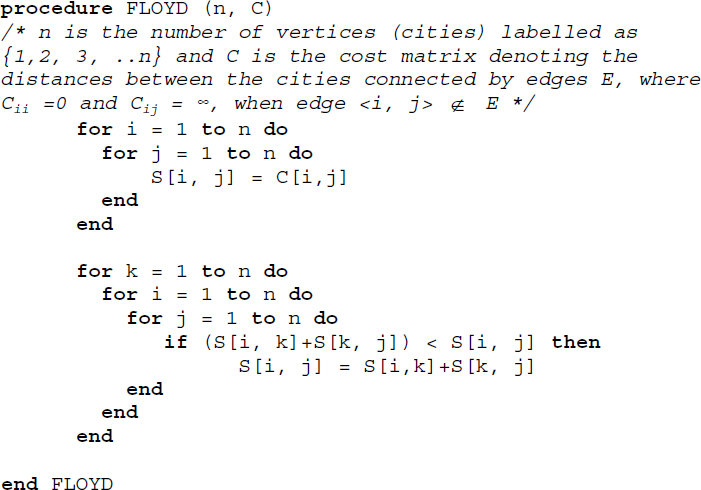 procedure FLOYD (n, C)
/* n is the number of vertices (cities) labelled as
{1,2, 3, ..n} and C is the cost matrix denoting the
distances between the cities connected by edges E, where
Cᵢᵢ =0 and Cᵢⱼ = ∞, when edge <i, j> ∉ E */
for i = 1 to n do
for j = 1 to n do
S[i, j] = C[i,j]
end
end
for k = 1 to n do
for i = 1 to n do
for j = 1 to n do
if (S[i, k]+S[k, j]) < S[i, j] then
S[i, j] = S[i,k]+S[k, j]
end
end
end
end FLOYD